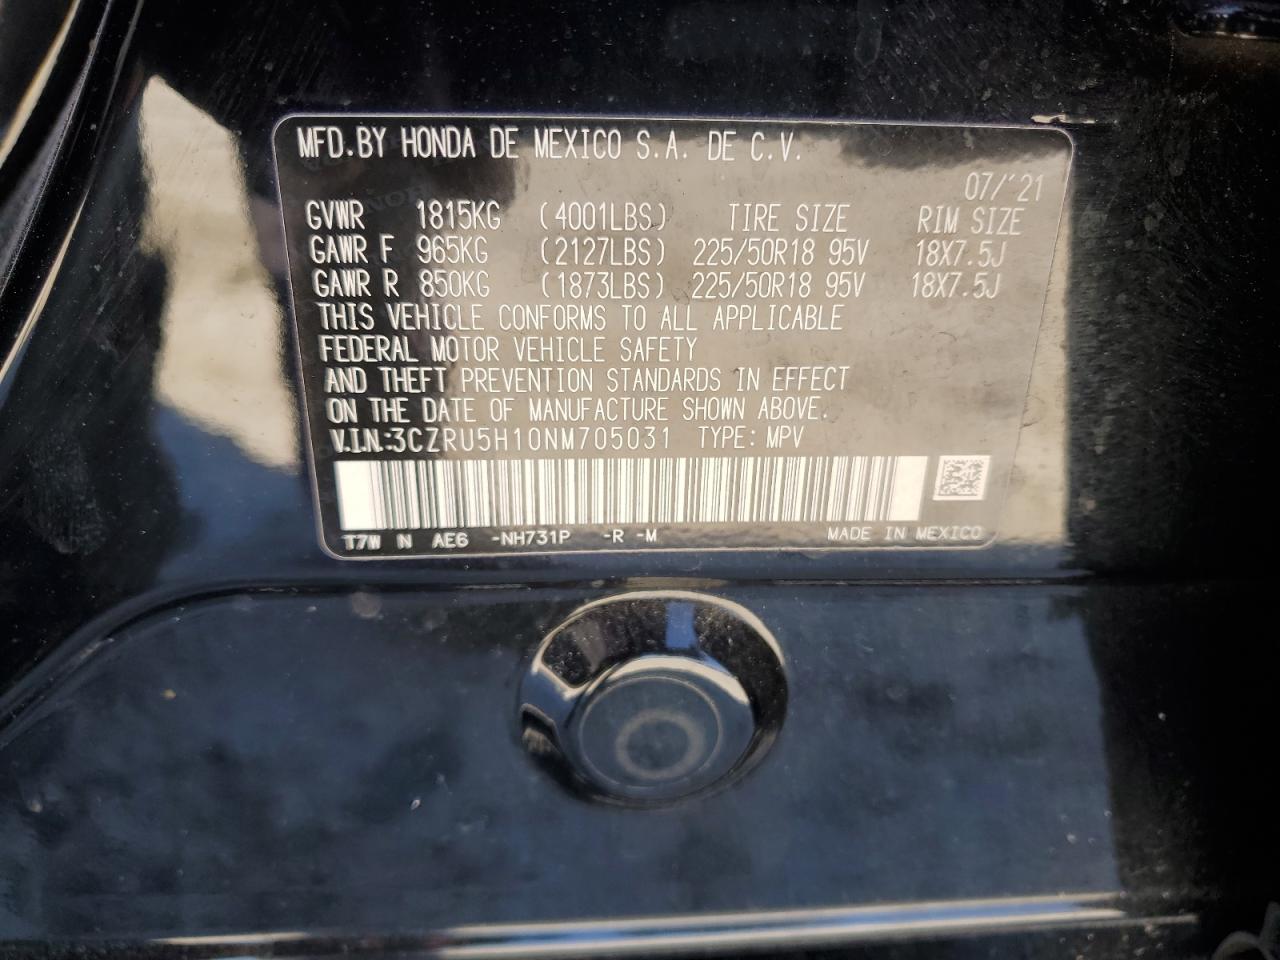 MFD.BY HONDA DE MEXICO S.A. DE C.V.
07/'21
GVWR 1815KG (4001LBS) TIRE SIZE RIM SIZE
GAWR F 965KG (2127LBS) 225/50R18 95V 18X7.5J
GAWR R 850KG (1873LBS) 225/50R18 95V 18X7.5J
THIS VEHICLE CONFORMS TO ALL APPLICABLE
FEDERAL MOTOR VEHICLE SAFETY
AND THEFT PREVENTION STANDARDS IN EFFECT
ON THE DATE OF MANUFACTURE SHOWN ABOVE.
V.I.N.:3CZRU5H10NM705031 TYPE: MPV
T7W N AE6 -NH731P -R -M MADE IN MEXICO